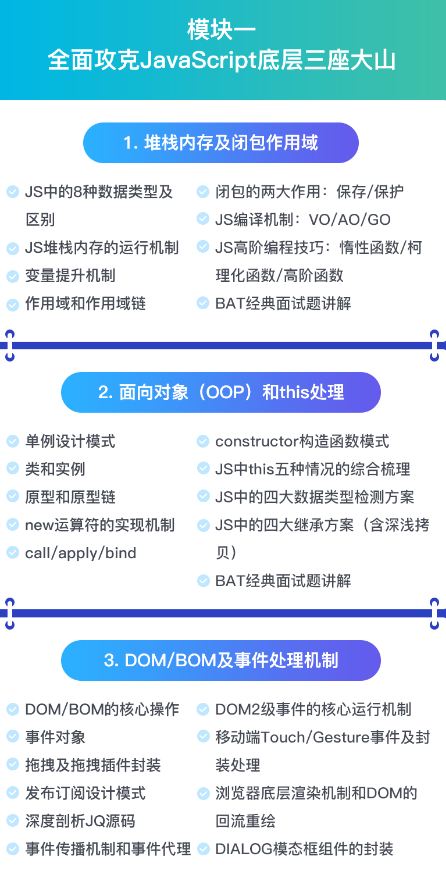 模块一
全面攻克JavaScript底层三座大山
1. 堆栈内存及闭包作用域
JS中的8种数据类型及
区别
JS堆栈内存的运行机制
变量提升机制
作用域和作用域链
闭包的两大作用：保存/保护
JS编译机制：VO/AO/GO
JS高阶编程技巧：惰性函数/柯
理化函数/高阶函数
BAT经典面试题讲解
2. 面向对象（OOP）和this处理
单例设计模式
类和实例
原型和原型链
new运算符的实现机制
call/apply/bind
constructor构造函数模式
JS中this五种情况的综合梳理
JS中的四大数据类型检测方案
JS中的四大继承方案（含深浅拷
贝）
BAT经典面试题讲解
3. DOM/BOM及事件处理机制
DOM/BOM的核心操作
事件对象
拖拽及拖拽插件封装
发布订阅设计模式
深度剖析JQ源码
事件传播机制和事件代理
DOM2级事件的核心运行机制
移动端Touch/Gesture事件及封
装处理
浏览器底层渲染机制和DOM的
回流重绘
DIALOG模态框组件的封装